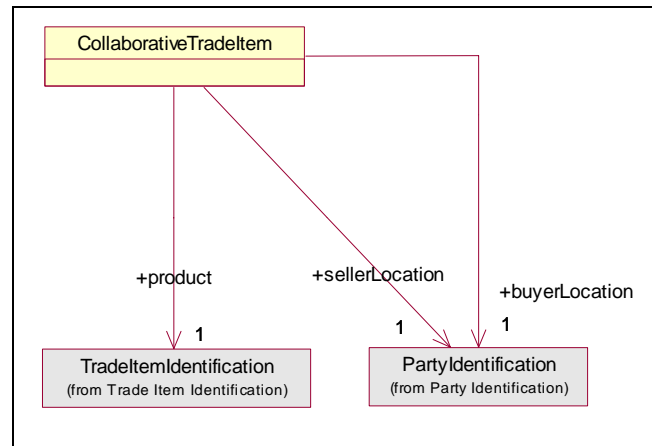 CollaborativeTradeItem
+product
+sellerLocation
+buyerLocation
1
1
1
TradeItemIdentification
(from Trade Item Identification)
PartyIdentification
(from Party Identification)